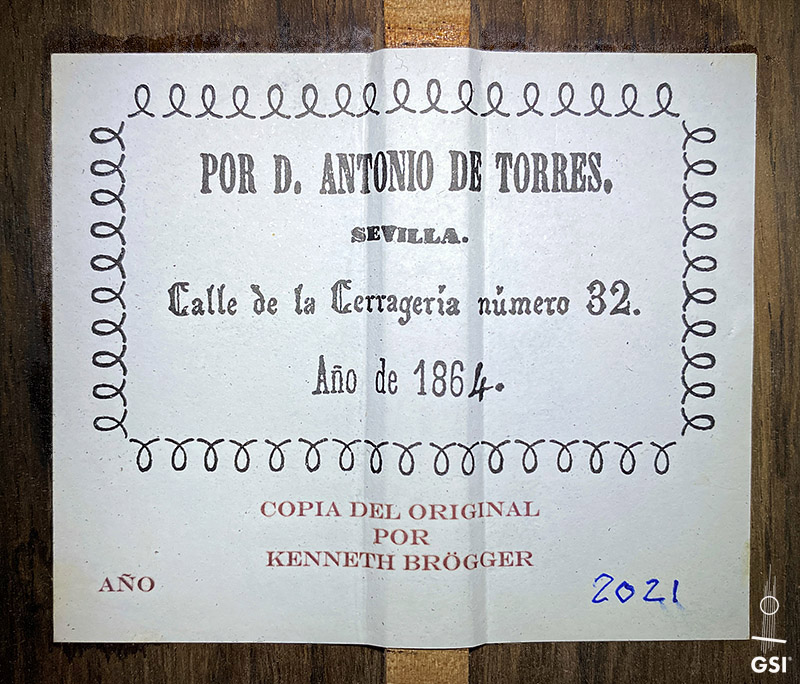 POR D. ANTONIO DE TORRES.
SEVILLA.
Calle de la Cerrageria número 32.
Año de 1864.
COPIA DEL ORIGINAL
POR
KENNETH BRÖGGER
AÑO 2021
GSI